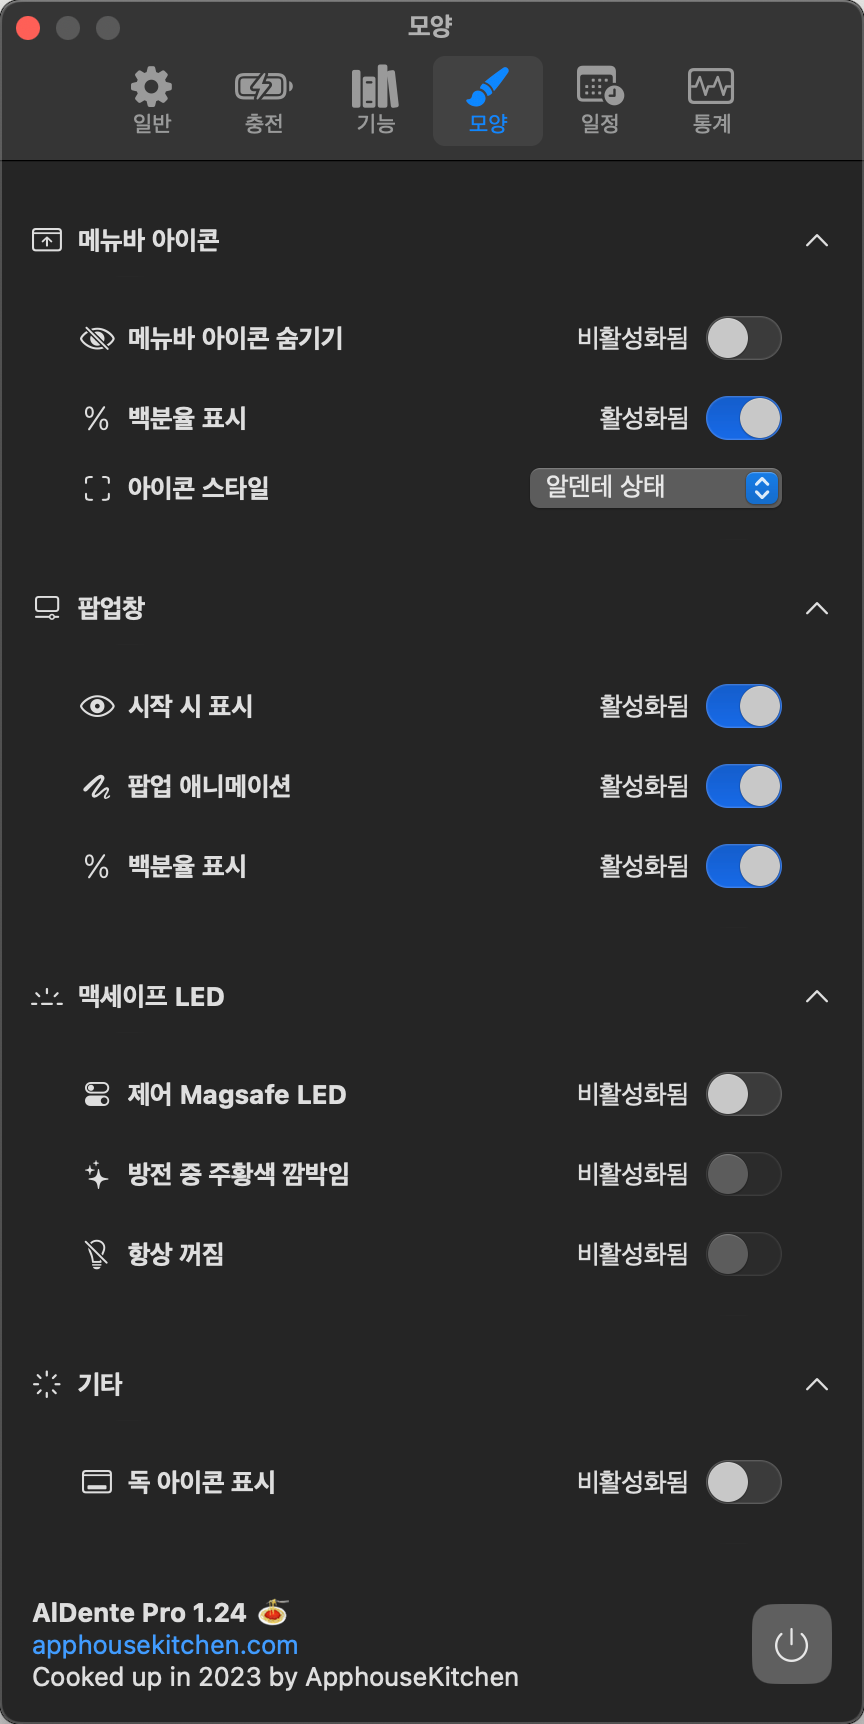 모양
일반
충전
기능
모양
일정
통계
메뉴바 아이콘
메뉴바 아이콘 숨기기 비활성화됨
% 백분율 표시 활성화됨
아이콘 스타일 알덴테 상태
팝업창
시작 시 표시 활성화됨
팝업 애니메이션 활성화됨
% 백분율 표시 활성화됨
맥세이프 LED
제어 Magsafe LED 비활성화됨
방전 중 주황색 깜박임 비활성화됨
항상 꺼짐 비활성화됨
기타
독 아이콘 표시 비활성화됨
AlDente Pro 1.24 🍝
apphousekitchen.com
Cooked up in 2023 by ApphouseKitchen